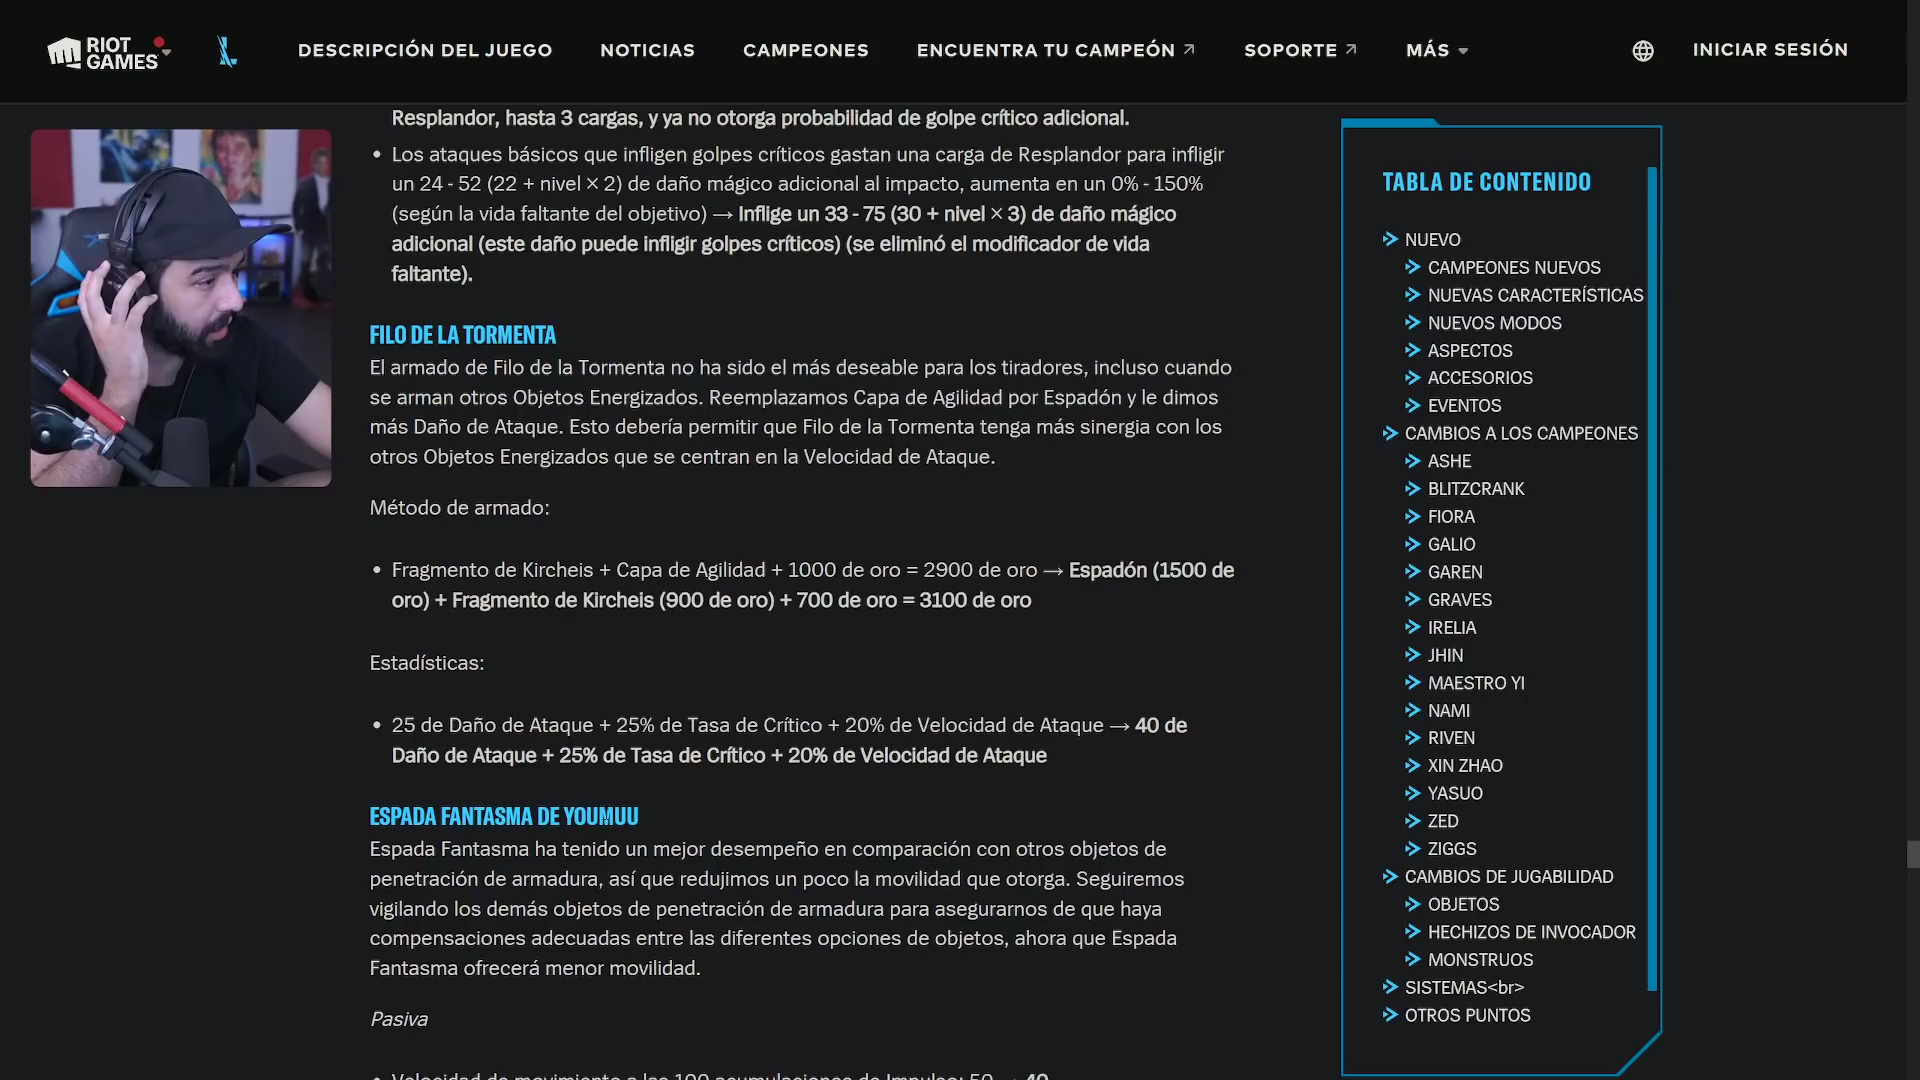 RIOT GAMES
DESCRIPCIÓN DEL JUEGO
NOTICIAS
CAMPEONES
ENCUENTRA TU CAMPEÓN
SOPORTE
MÁS
INICIAR SESIÓN
Resplandor, hasta 3 cargas, y ya no otorga probabilidad de golpe crítico adicional.
• Los ataques básicos que infligen golpes críticos gastan una carga de Resplandor para infligir
un 24 - 52 (22 + nivel × 2) de daño mágico adicional al impacto, aumenta en un 0% - 150%
(según la vida faltante del objetivo) → Inflige un 33 - 75 (30 + nivel × 3) de daño mágico
adicional (este daño puede infligir golpes críticos) (se eliminó el modificador de vida
faltante).
FILO DE LA TORMENTA
El armado de Filo de la Tormenta no ha sido el más deseable para los tiradores, incluso cuando
se arman otros Objetos Energizados. Reemplazamos Capa de Agilidad por Espadón y le dimos
más Daño de Ataque. Esto debería permitir que Filo de la Tormenta tenga más sinergia con los
otros Objetos Energizados que se centran en la Velocidad de Ataque.
Método de armado:
• Fragmento de Kircheis + Capa de Agilidad + 1000 de oro = 2900 de oro → Espadón (1500 de
oro) + Fragmento de Kircheis (900 de oro) + 700 de oro = 3100 de oro
Estadísticas:
• 25 de Daño de Ataque + 25% de Tasa de Crítico + 20% de Velocidad de Ataque → 40 de
Daño de Ataque + 25% de Tasa de Crítico + 20% de Velocidad de Ataque
ESPADA FANTASMA DE YOUMUU
Espada Fantasma ha tenido un mejor desempeño en comparación con otros objetos de
penetración de armadura, así que redujimos un poco la movilidad que otorga. Seguiremos
vigilando los demás objetos de penetración de armadura para asegurarnos de que haya
compensaciones adecuadas entre las diferentes opciones de objetos, ahora que Espada
Fantasma ofrecerá menor movilidad.
Pasiva
• Velocidad de movimiento a las 100 acumulaciones de Impulso: 50 → 40
TABLA DE CONTENIDO
NUEVO
CAMPEONES NUEVOS
NUEVAS CARACTERÍSTICAS
NUEVOS MODOS
ASPECTOS
ACCESORIOS
EVENTOS
CAMBIOS A LOS CAMPEONES
ASHE
BLITZCRANK
FIORA
GALIO
GAREN
GRAVES
IRELIA
JHIN
MAESTRO YI
NAMI
RIVEN
XIN ZHAO
YASUO
ZED
ZIGGS
CAMBIOS DE JUGABILIDAD
OBJETOS
HECHIZOS DE INVOCADOR
MONSTRUOS
SISTEMAS<br>
OTROS PUNTOS